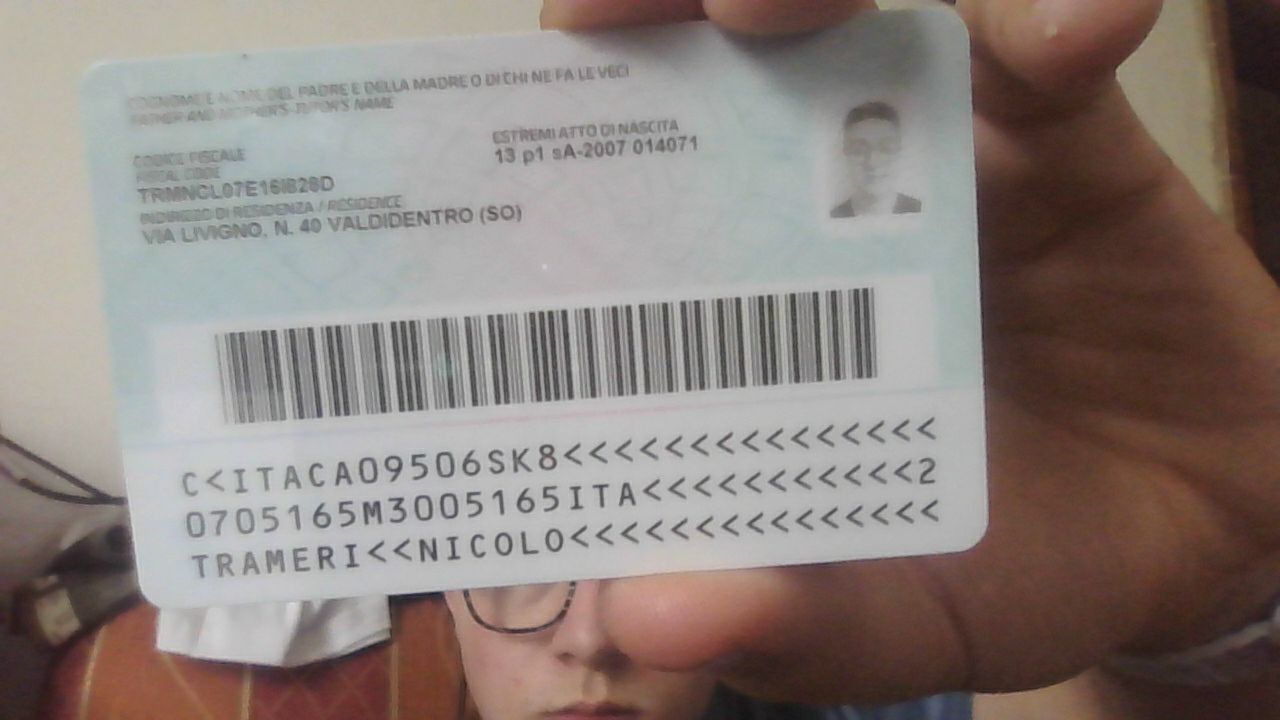 COGNOME E NOME DEL PADRE E DELLA MADRE O DI CHI NE FA LE VECI
FATHER AND MOTHER'S TUTOR'S NAME
ESTREMI ATTO DI NASCITA
13 p1 sA-2007 014071
CODICE FISCALE
FISCAL CODE
TRMNCL07E16I828D
INDIRIZZO DI RESIDENZA / RESIDENCE
VIA LIVIGNO, N. 40 VALDIDENTRO (SO)
C<ITACA09506SK8<<<<<<<<<<<<<<<
0705165M3005165ITA<<<<<<<<<<<2
TRAMERI<<NICOLO<<<<<<<<<<<<<<<